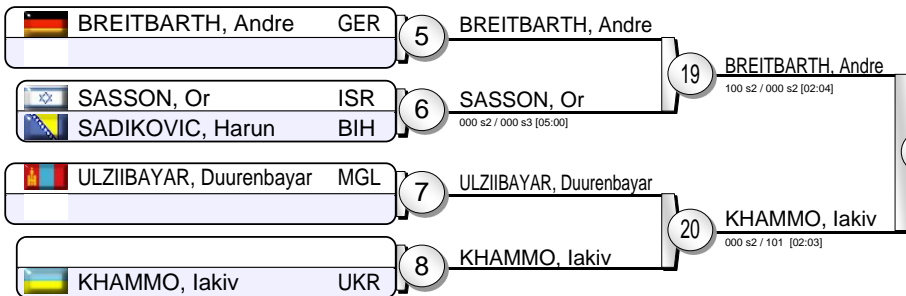 BREITBARTH, Andre GER
5
BREITBARTH, Andre
19
BREITBARTH, Andre
100 s2 / 000 s2 [02:04]
SASSON, Or ISR
SADIKOVIC, Harun BIH
6
SASSON, Or
000 s2 / 000 s3 [05:00]
ULZIIBAYAR, Duurenbayar MGL
7
ULZIIBAYAR, Duurenbayar
20
KHAMMO, Iakiv
000 s2 / 101 [02:03]
KHAMMO, Iakiv UKR
8
KHAMMO, Iakiv